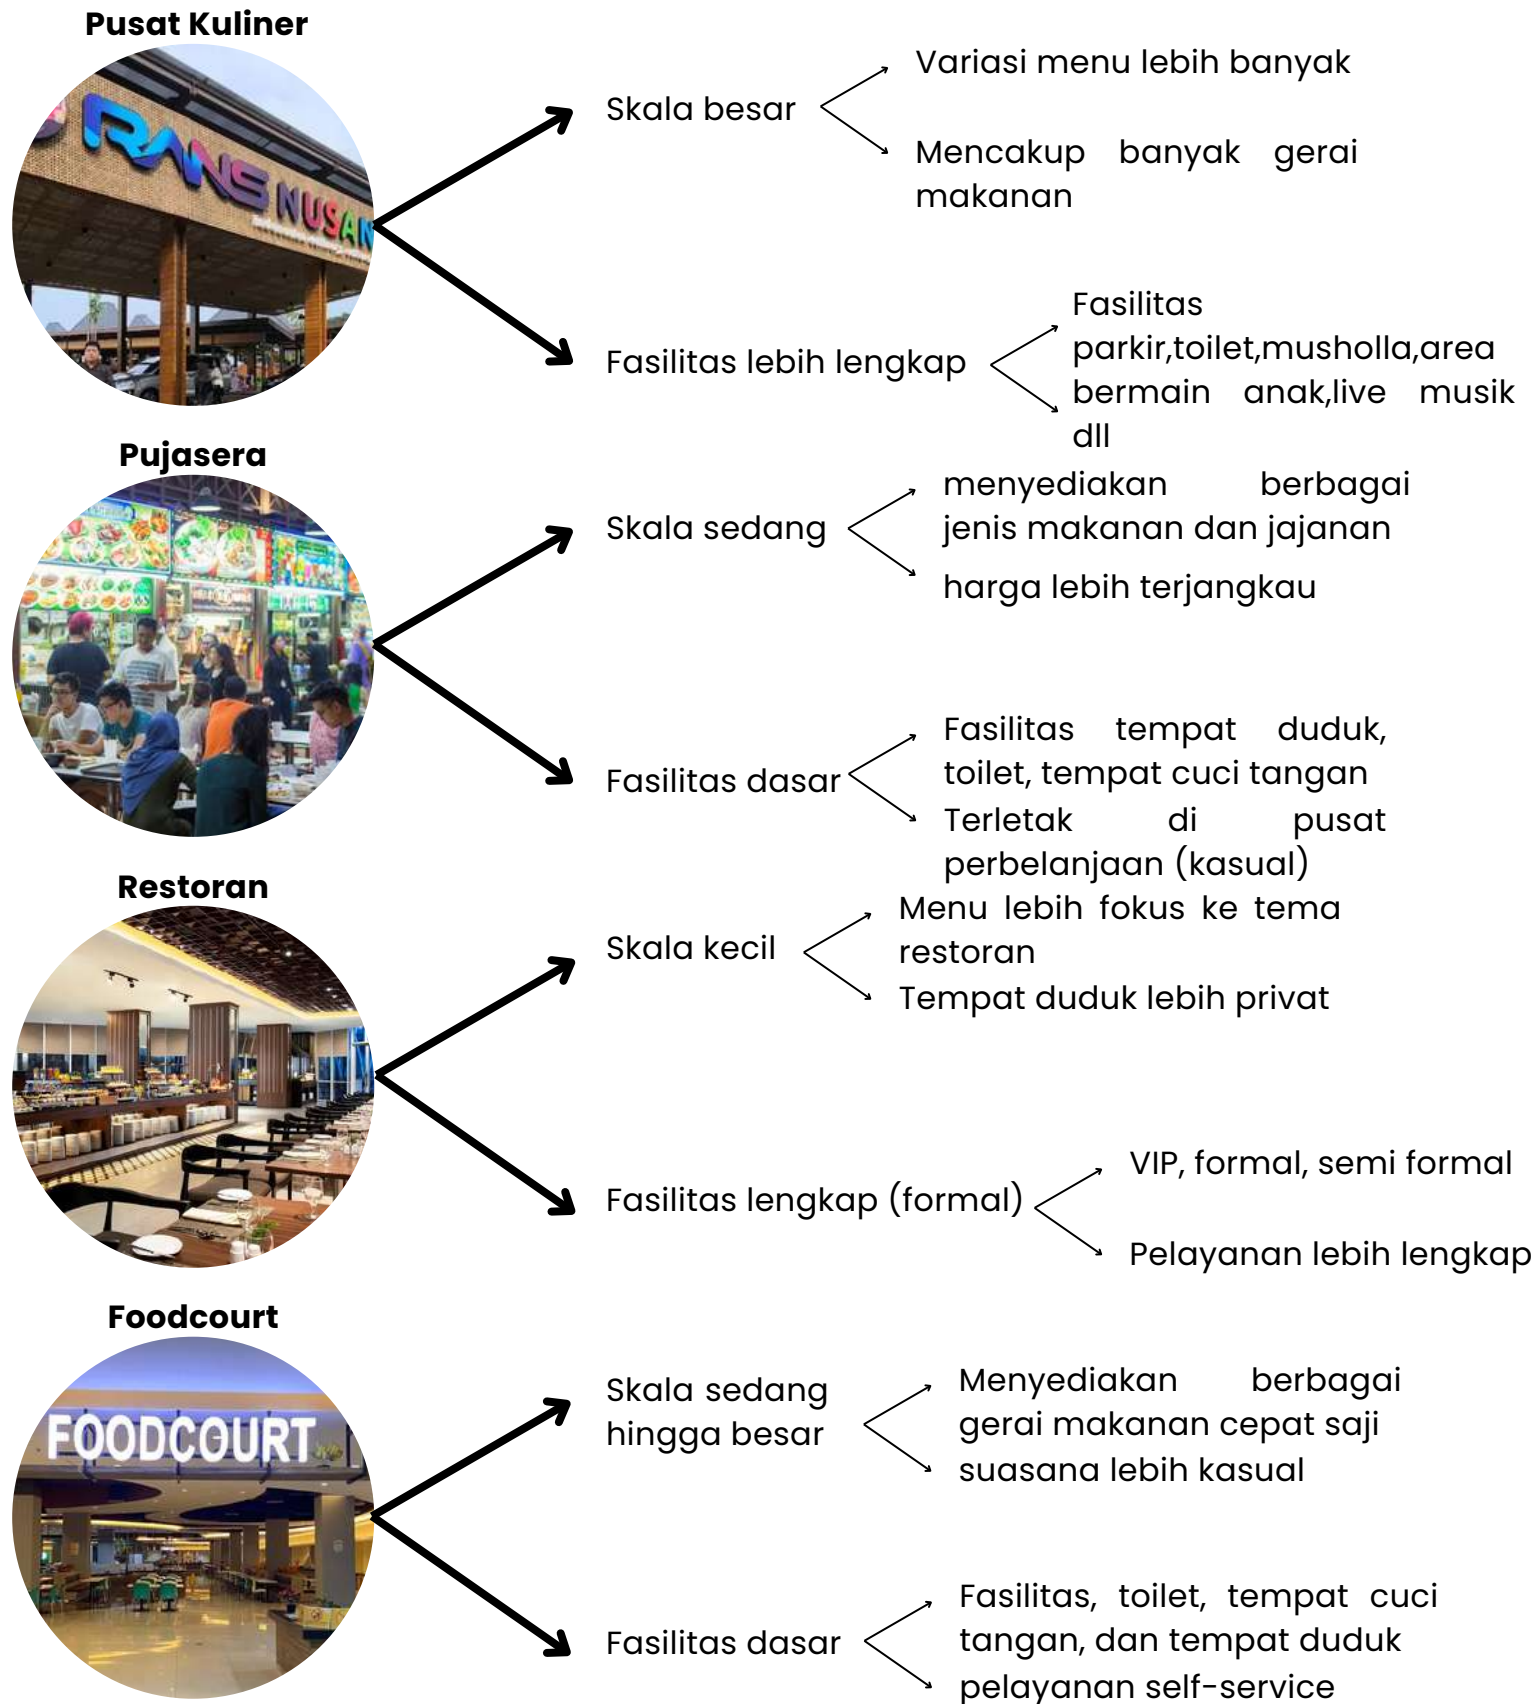 Pusat Kuliner
RANS
NUSAN
Skala besar
Variasi menu lebih banyak
Mencakup banyak gerai
makanan
Fasilitas lebih lengkap
Fasilitas
parkir,toilet,musholla,area
bermain anak,live musik
dll
Pujasera
Skala sedang
menyediakan berbagai
jenis makanan dan jajanan
harga lebih terjangkau
Fasilitas dasar
Fasilitas tempat duduk,
toilet, tempat cuci tangan
Terletak di pusat
perbelanjaan (kasual)
Restoran
Skala kecil
Menu lebih fokus ke tema
restoran
Tempat duduk lebih privat
Fasilitas lengkap (formal)
VIP, formal, semi formal
Pelayanan lebih lengkap
Foodcourt
FOODCOURT
Skala sedang
hingga besar
Menyediakan berbagai
gerai makanan cepat saji
suasana lebih kasual
Fasilitas dasar
Fasilitas, toilet, tempat cuci
tangan, dan tempat duduk
pelayanan self-service